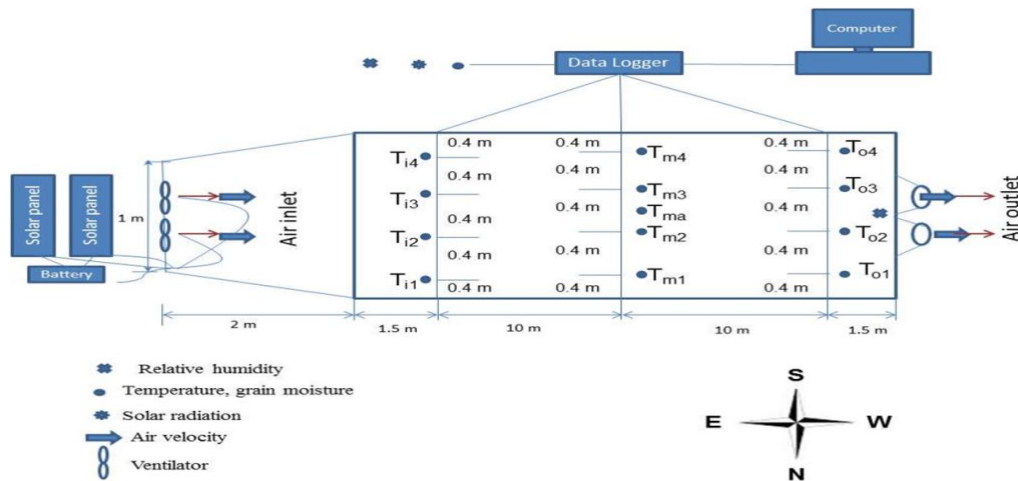 Computer
Data Logger
Solar panel
Solar panel
Battery
1 m
Air inlet
Ti4
Ti3
Ti2
Ti1
0.4 m
0.4 m
0.4 m
0.4 m
0.4 m
0.4 m
0.4 m
0.4 m
0.4 m
0.4 m
Tm4
Tm3
Tma
Tm2
Tm1
0.4 m
0.4 m
0.4 m
0.4 m
0.4 m
To4
To3
To2
To1
Air outlet
2 m
1.5 m
10 m
10 m
1.5 m
Relative humidity
Temperature, grain moisture
Solar radiation
Air velocity
Ventilator
S
E
W
N